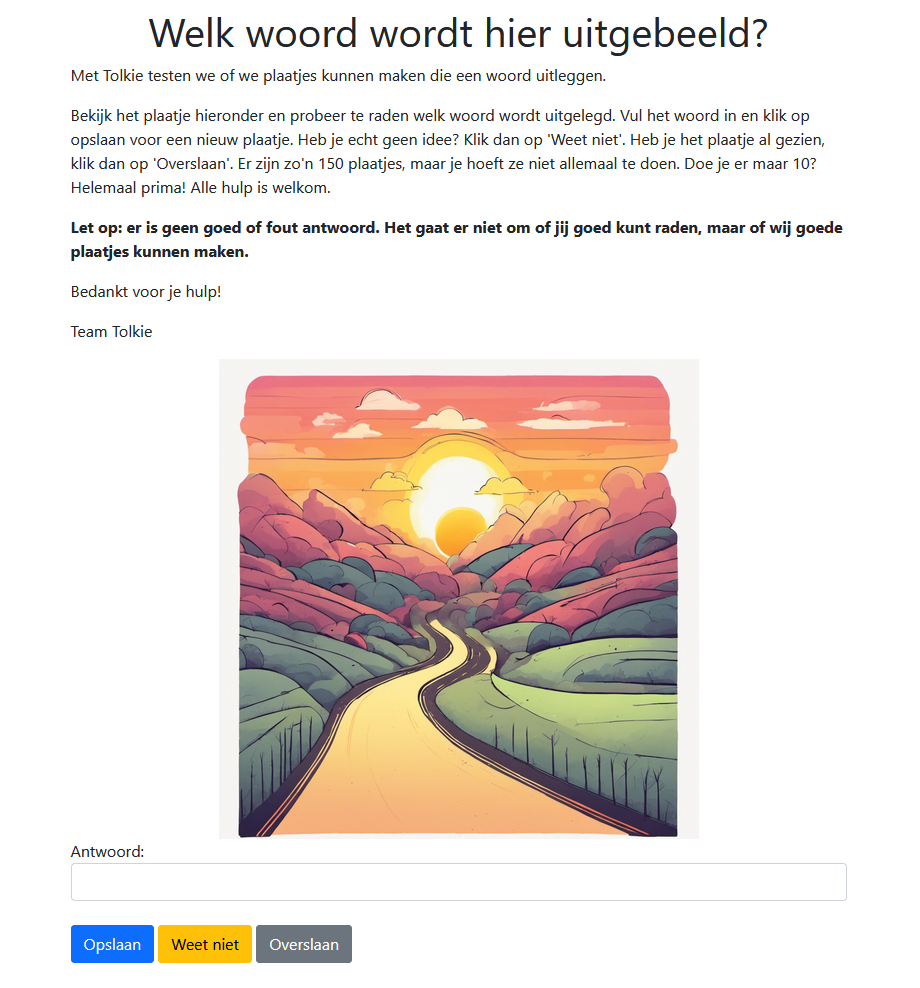 Welk woord wordt hier uitgebeeld?
Met Tolkie testen we of we plaatjes kunnen maken die een woord uitleggen.
Bekijk het plaatje hieronder en probeer te raden welk woord wordt uitgelegd. Vul het woord in en klik op
opslaan voor een nieuw plaatje. Heb je echt geen idee? Klik dan op 'Weet niet'. Heb je het plaatje al gezien,
klik dan op 'Overslaan'. Er zijn zo'n 150 plaatjes, maar je hoeft ze niet allemaal te doen. Doe je er maar 10?
Helemaal prima! Alle hulp is welkom.
Let op: er is geen goed of fout antwoord. Het gaat er niet om of jij goed kunt raden, maar of wij goede
plaatjes kunnen maken.
Bedankt voor je hulp!
Team Tolkie
Antwoord:
Opslaan Weet niet Overslaan